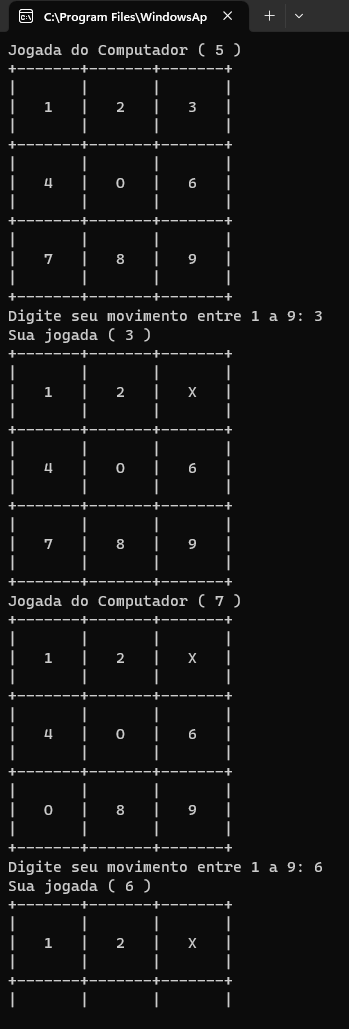 C:\Program Files\WindowsAp
Jogada do Computador ( 5 )
+-------+-------+-------+
|       |       |       |
|   1   |   2   |   3   |
|       |       |       |
+-------+-------+-------+
|       |       |       |
|   4   |   O   |   6   |
|       |       |       |
+-------+-------+-------+
|       |       |       |
|   7   |   8   |   9   |
|       |       |       |
+-------+-------+-------+
Digite seu movimento entre 1 a 9: 3
Sua jogada ( 3 )
+-------+-------+-------+
|       |       |       |
|   1   |   2   |   X   |
|       |       |       |
+-------+-------+-------+
|       |       |       |
|   4   |   O   |   6   |
|       |       |       |
+-------+-------+-------+
|       |       |       |
|   7   |   8   |   9   |
|       |       |       |
+-------+-------+-------+
Jogada do Computador ( 7 )
+-------+-------+-------+
|       |       |       |
|   1   |   2   |   X   |
|       |       |       |
+-------+-------+-------+
|       |       |       |
|   4   |   O   |   6   |
|       |       |       |
+-------+-------+-------+
|       |       |       |
|   O   |   8   |   9   |
|       |       |       |
+-------+-------+-------+
Digite seu movimento entre 1 a 9: 6
Sua jogada ( 6 )
+-------+-------+-------+
|       |       |       |
|   1   |   2   |   X   |
|       |       |       |
+-------+-------+-------+
|       |       |       |